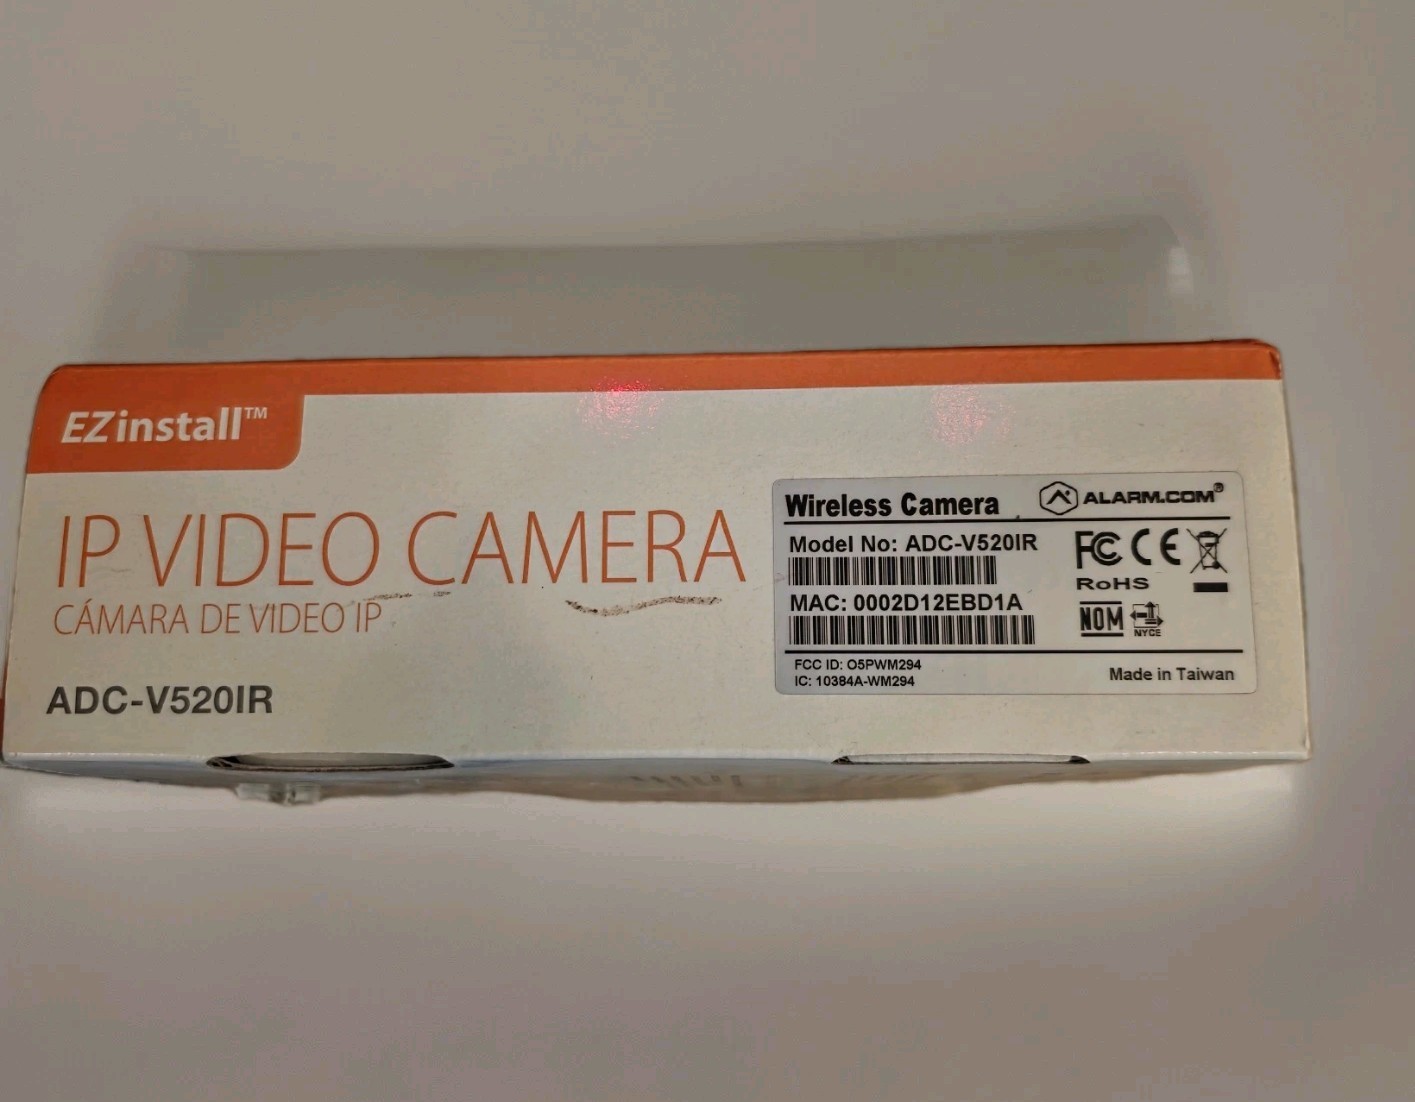 EZinstall™
IP VIDEO CAMERA
CÁMARA DE VIDEO IP
ADC-V520IR
Wireless Camera
ALARM.COM®
Model No: ADC-V520IR
MAC: 0002D12EBD1A
FCC ID: O5PWM294
IC: 10384A-WM294
FC CE
RoHS
NOM
NYCE
Made in Taiwan